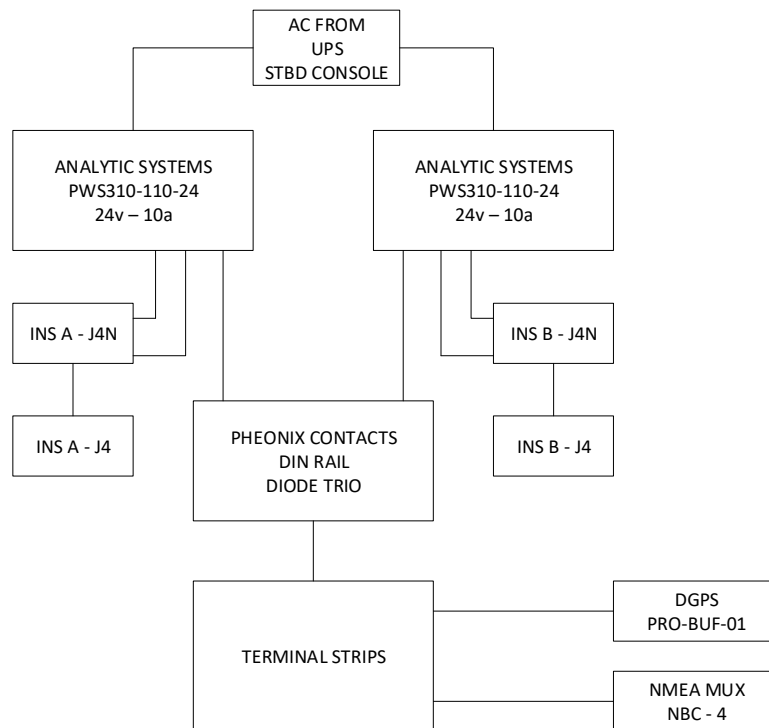 AC FROM
UPS
STBD CONSOLE
ANALYTIC SYSTEMS
PWS310-110-24
24v – 10a
ANALYTIC SYSTEMS
PWS310-110-24
24v – 10a
INS A - J4N
INS B - J4N
INS A - J4
INS B - J4
PHEONIX CONTACTS
DIN RAIL
DIODE TRIO
TERMINAL STRIPS
DGPS
PRO-BUF-01
NMEA MUX
NBC - 4